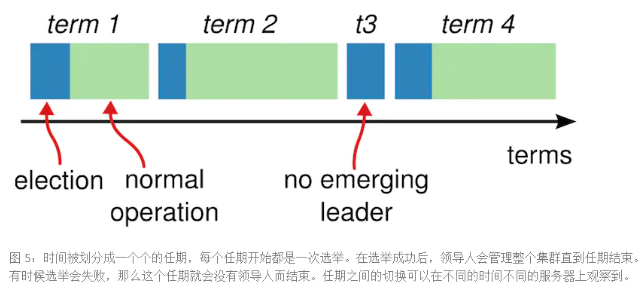 term 1 term 2 t3 term 4
terms
election normal operation no emerging leader
图 5：时间被划分成一个个的任期，每个任期开始都是一次选举。在选举成功后，领导人会管理整个集群直到任期结束。
有时候选举会失败，那么这个任期就会没有领导人而结束。任期之间的切换可以在不同的时间不同的服务器上观察到。